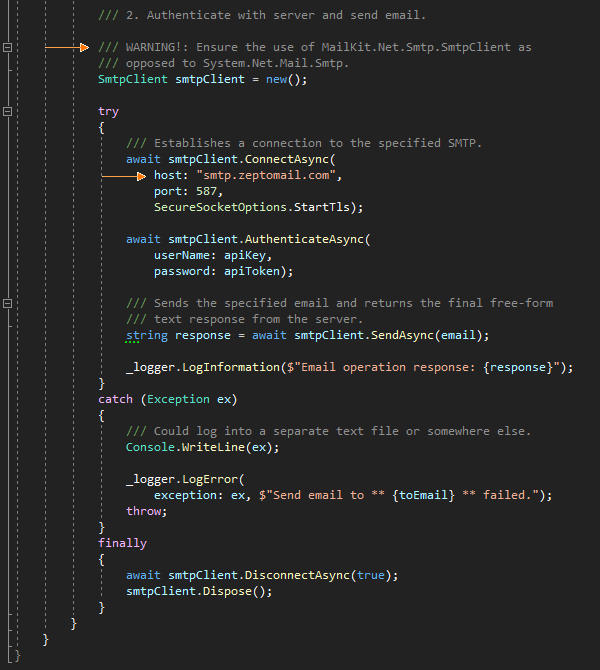 /// 2. Authenticate with server and send email.
/// WARNING!: Ensure the use of MailKit.Net.Smtp.SmtpClient as
/// opposed to System.Net.Mail.Smtp.
SmtpClient smtpClient = new();
try
{
/// Establishes a connection to the specified SMTP.
await smtpClient.ConnectAsync(
host: "smtp.zeptomail.com",
port: 587,
SecureSocketOptions.StartTls);
await smtpClient.AuthenticateAsync(
userName: apiKey,
password: apiToken);
/// Sends the specified email and returns the final free-form
/// text response from the server.
string response = await smtpClient.SendAsync(email);
_logger.LogInformation($"Email operation response: {response}");
}
catch (Exception ex)
{
/// Could log into a separate text file or somewhere else.
Console.WriteLine(ex);
_logger.LogError(
exception: ex, $"Send email to ** {toEmail} ** failed.");
throw;
}
finally
{
await smtpClient.DisconnectAsync(true);
smtpClient.Dispose();
}
}
}
}